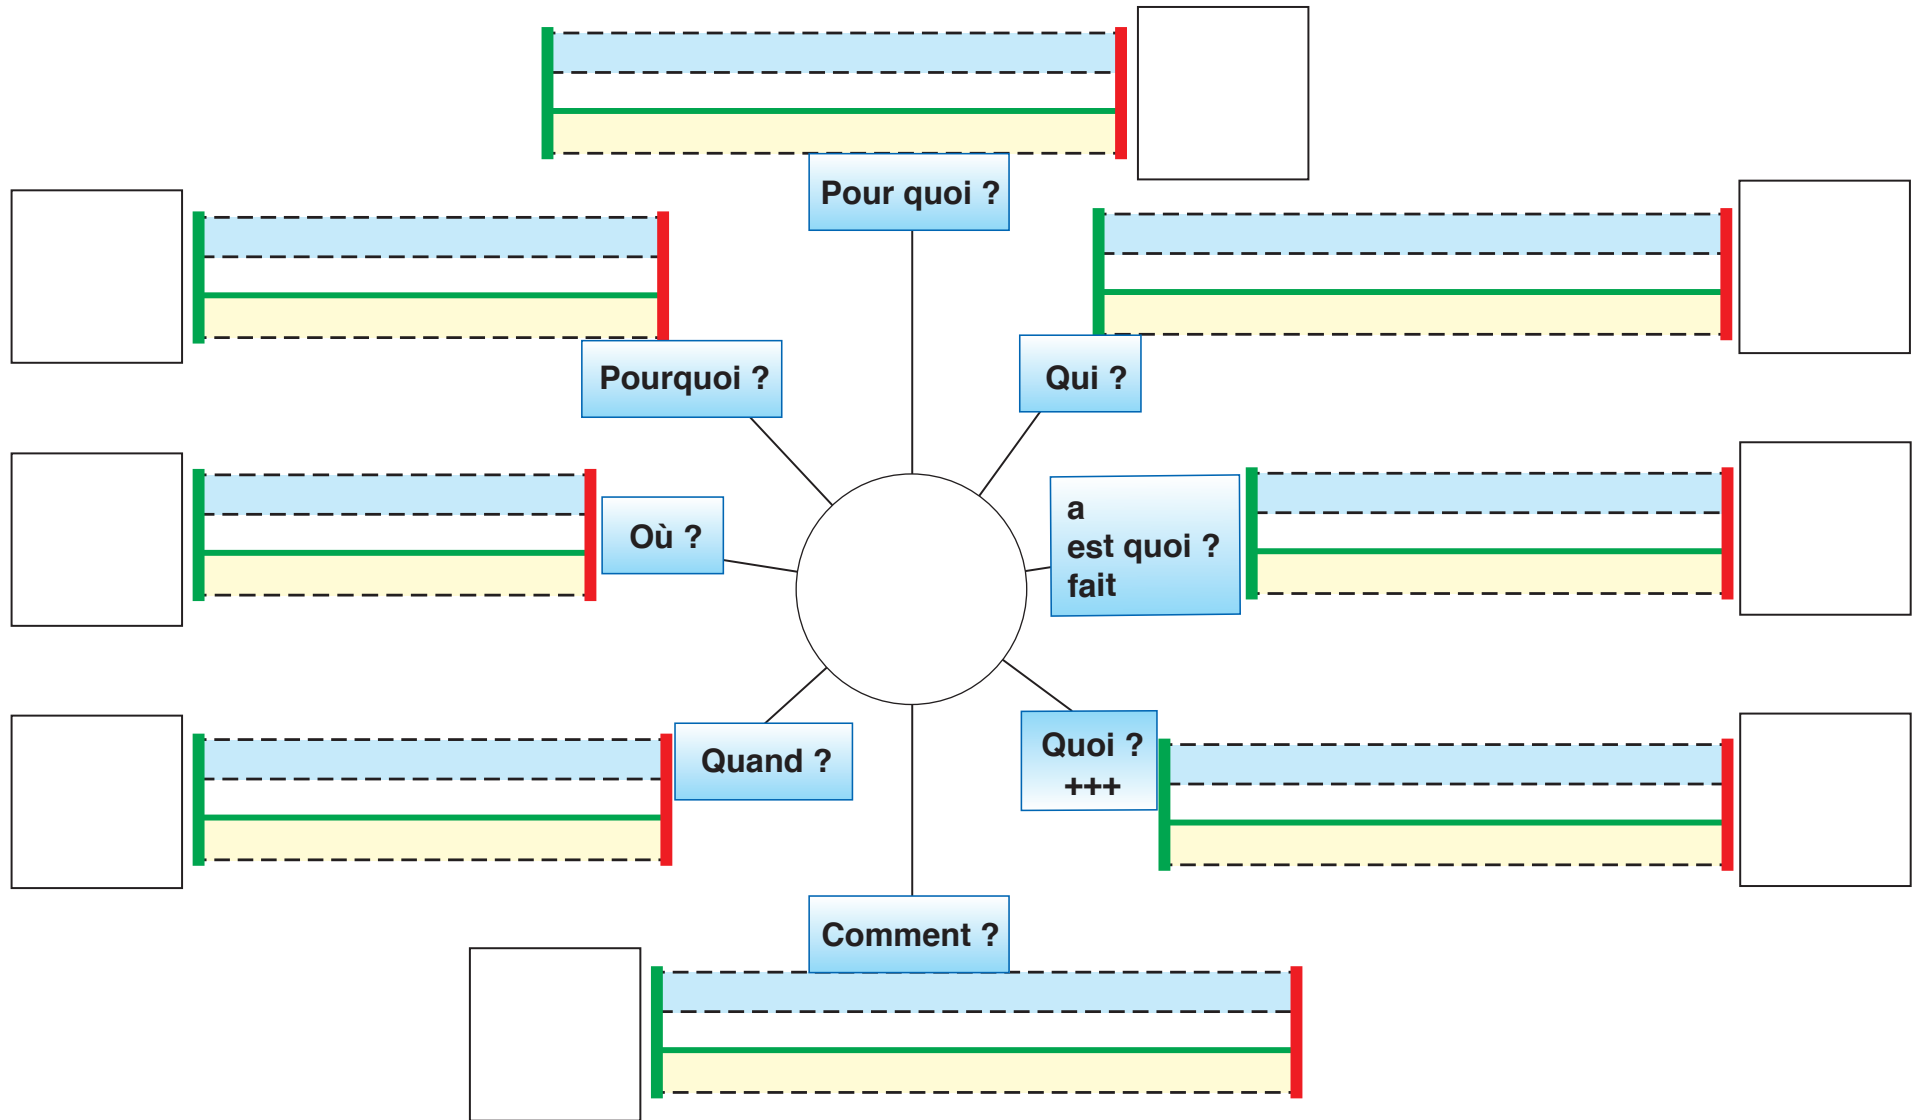 Pour quoi ?
Pourquoi ?
Qui ?
Où ?
a
est quoi ?
fait
Quand ?
Quoi ?
+++
Comment ?